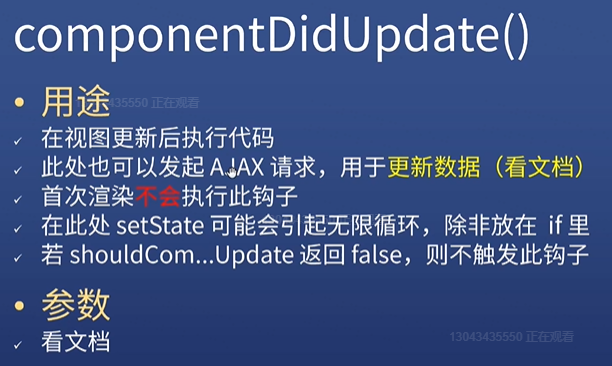 componentDidUpdate()
用途
13043435550 正在观看
在视图更新后执行代码
此处也可以发起 AJAX 请求，用于更新数据（看文档）
首次渲染不会执行此钩子
在此处 setState 可能会引起无限循环，除非放在 if 里
若 shouldCom...Update 返回 false，则不触发此钩子
参数
看文档
13043435550 正在观看